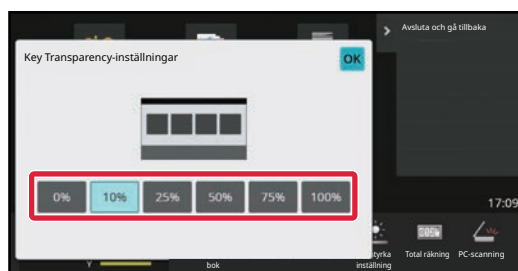 Avsluta och gå tillbaka
Key Transparency-inställningar
OK
0%
10%
25%
50%
75%
100%
17:09
Y
bok
inställning
Total räkning
PC-scanning